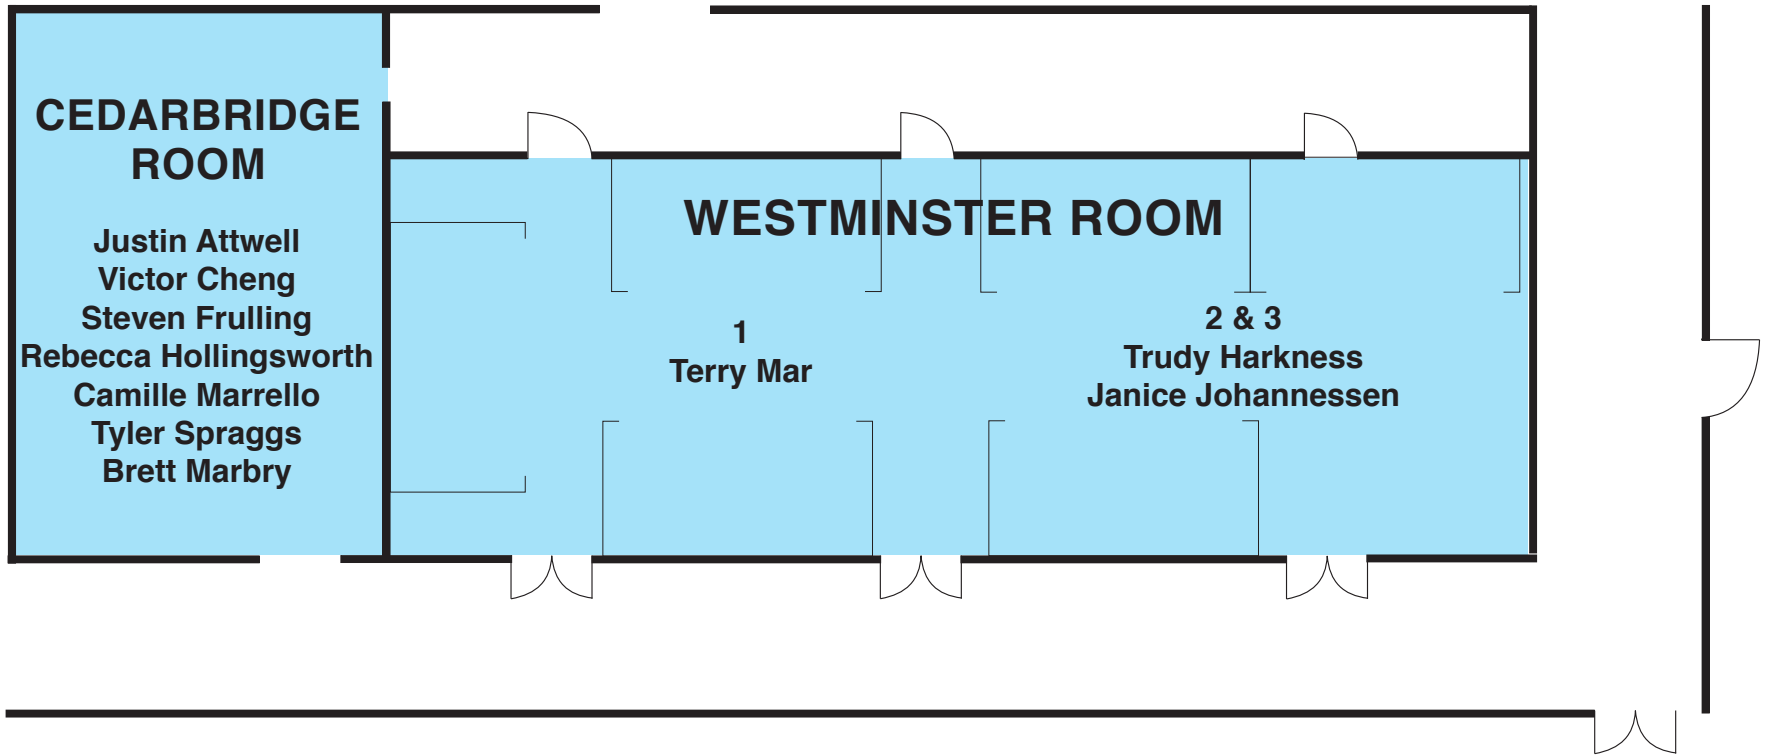 CEDARBRIDGE
ROOM
Justin Attwell
Victor Cheng
Steven Frulling
Rebecca Hollingsworth
Camille Marrello
Tyler Spraggs
Brett Marbry
WESTMINSTER ROOM
1
Terry Mar
2 & 3
Trudy Harkness
Janice Johannessen